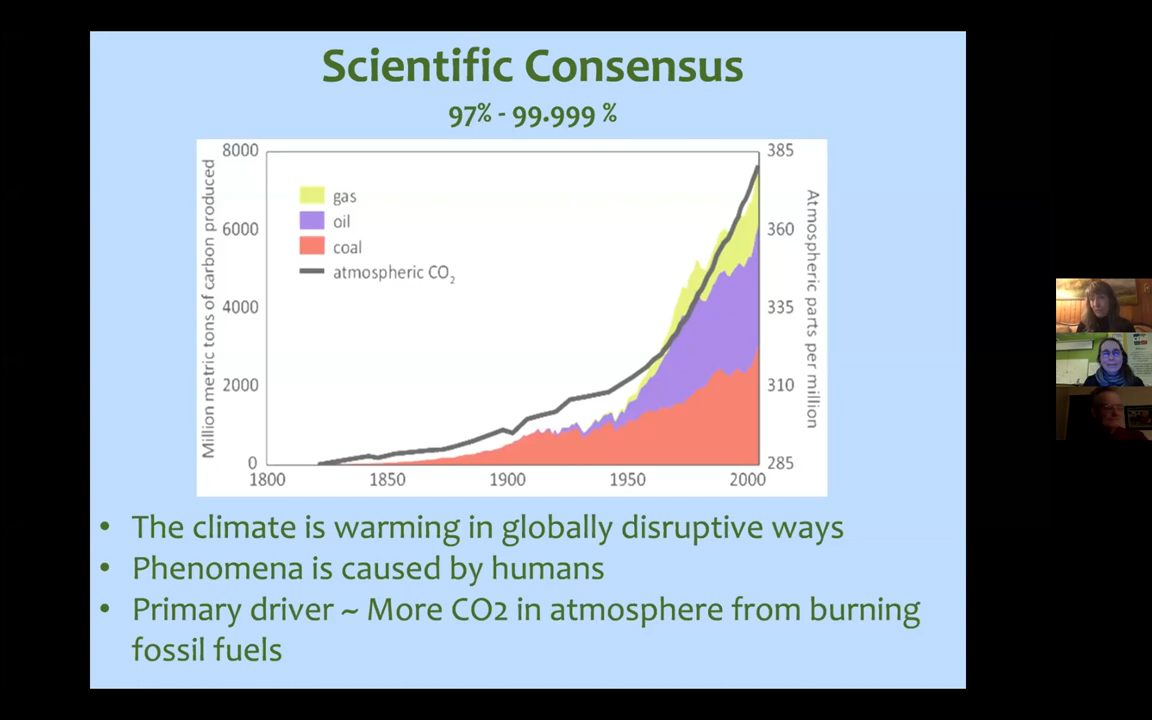 Scientific Consensus
97% - 99.999 %
8000
6000
4000
2000
0
Million metric tons of carbon produced
gas
oil
coal
atmospheric CO₂
385
360
335
310
285
Atmospheric parts per million
1800
1850
1900
1950
2000
• The climate is warming in globally disruptive ways
• Phenomena is caused by humans
• Primary driver ~ More CO2 in atmosphere from burning
fossil fuels